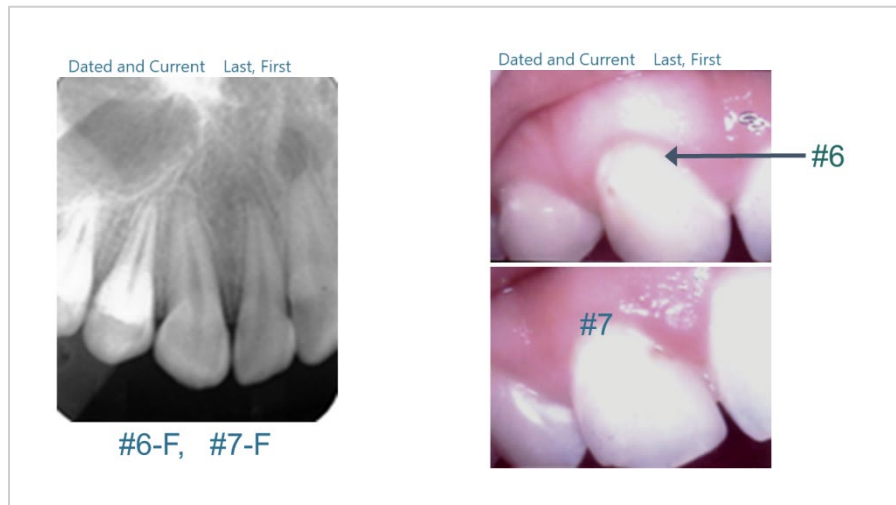 Dated and Current Last, First
#6-F, #7-F
Dated and Current Last, First
#6
#7